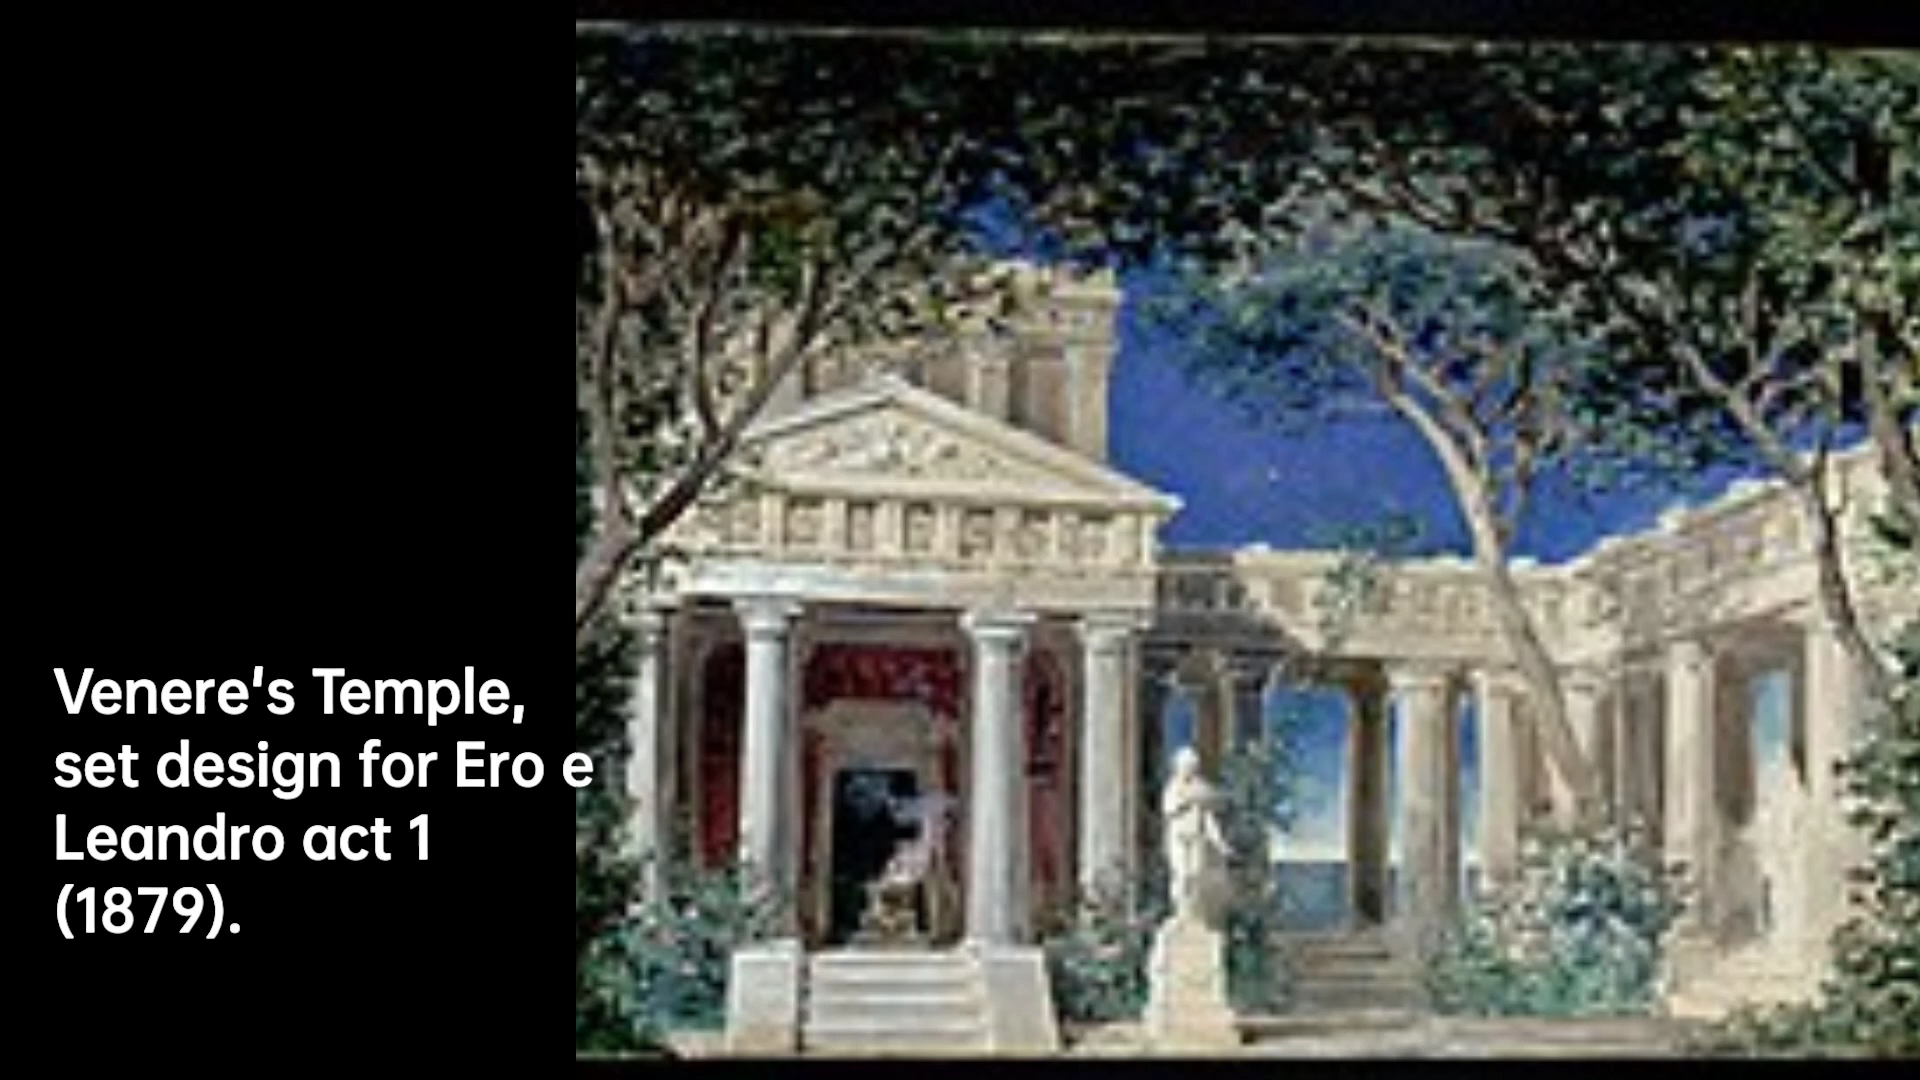 Venere's Temple,
set design for Ero e
Leandro act 1
(1879).